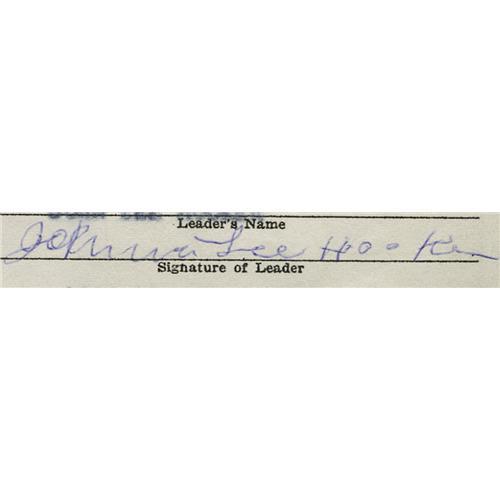 Leader's Name
Lee Hooker
Signature of Leader